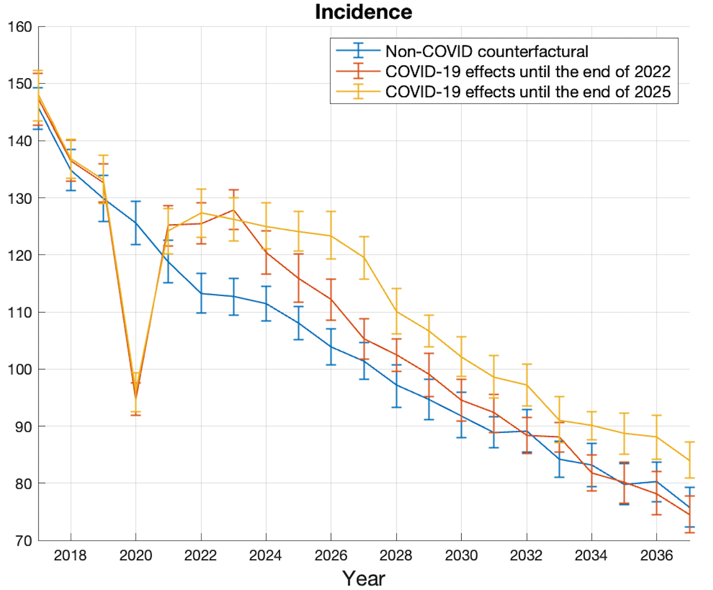 Incidence
Non-COVID counterfactural
COVID-19 effects until the end of 2022
COVID-19 effects until the end of 2025
160
150
140
130
120
110
100
90
80
70
2018 2020 2022 2024 2026 2028 2030 2032 2034 2036
Year